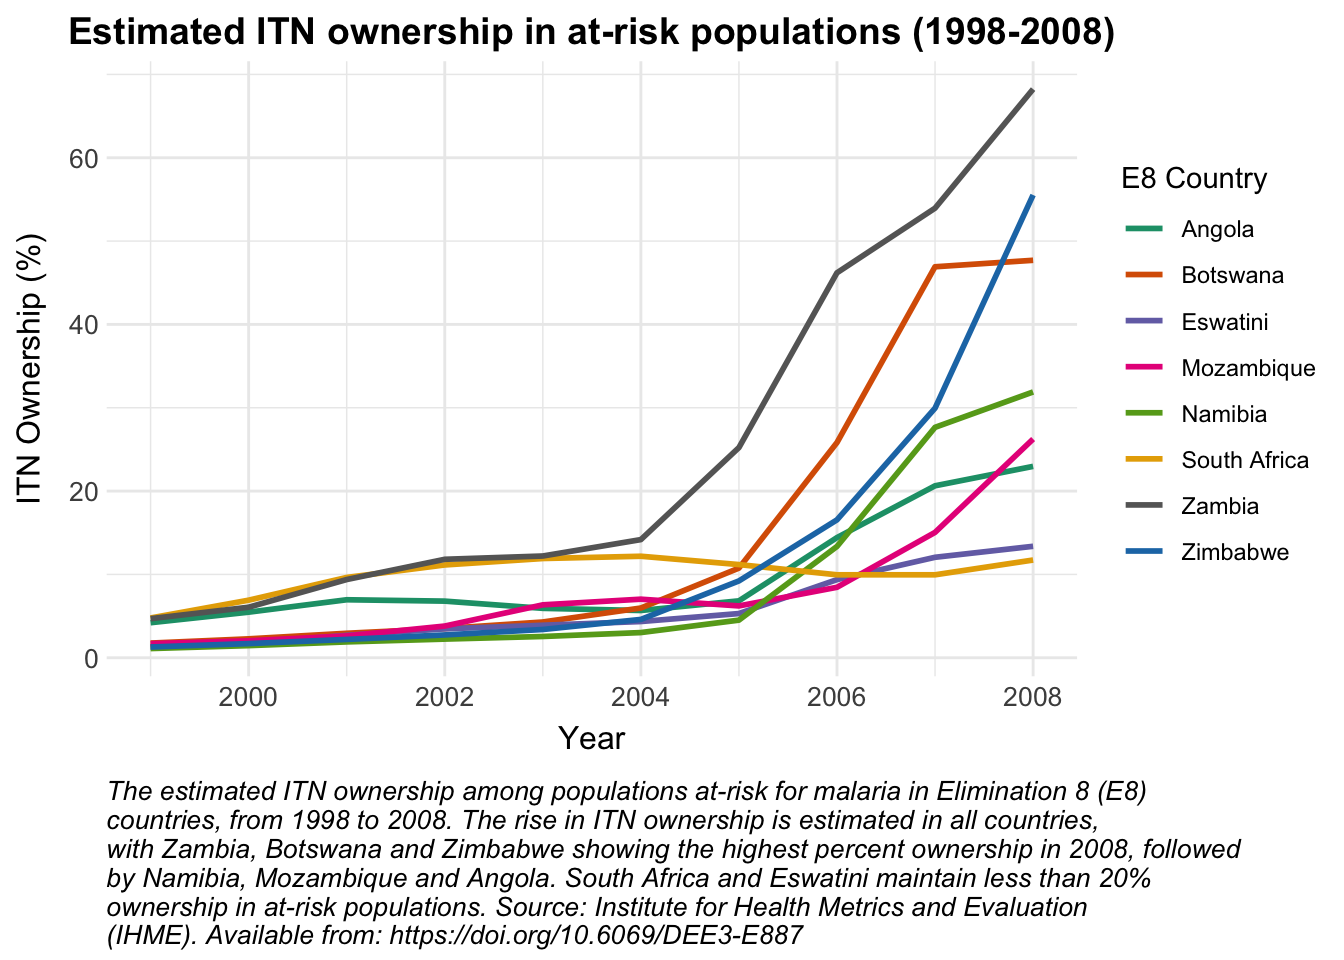 Estimated ITN ownership in at-risk populations (1998-2008)
ITN Ownership (%)
60
40
20
0
2000 2002 2004 2006 2008
Year
E8 Country
Angola
Botswana
Eswatini
Mozambique
Namibia
South Africa
Zambia
Zimbabwe
The estimated ITN ownership among populations at-risk for malaria in Elimination 8 (E8)
countries, from 1998 to 2008. The rise in ITN ownership is estimated in all countries,
with Zambia, Botswana and Zimbabwe showing the highest percent ownership in 2008, followed
by Namibia, Mozambique and Angola. South Africa and Eswatini maintain less than 20%
ownership in at-risk populations. Source: Institute for Health Metrics and Evaluation
(IHME). Available from: https://doi.org/10.6069/DEE3-E887